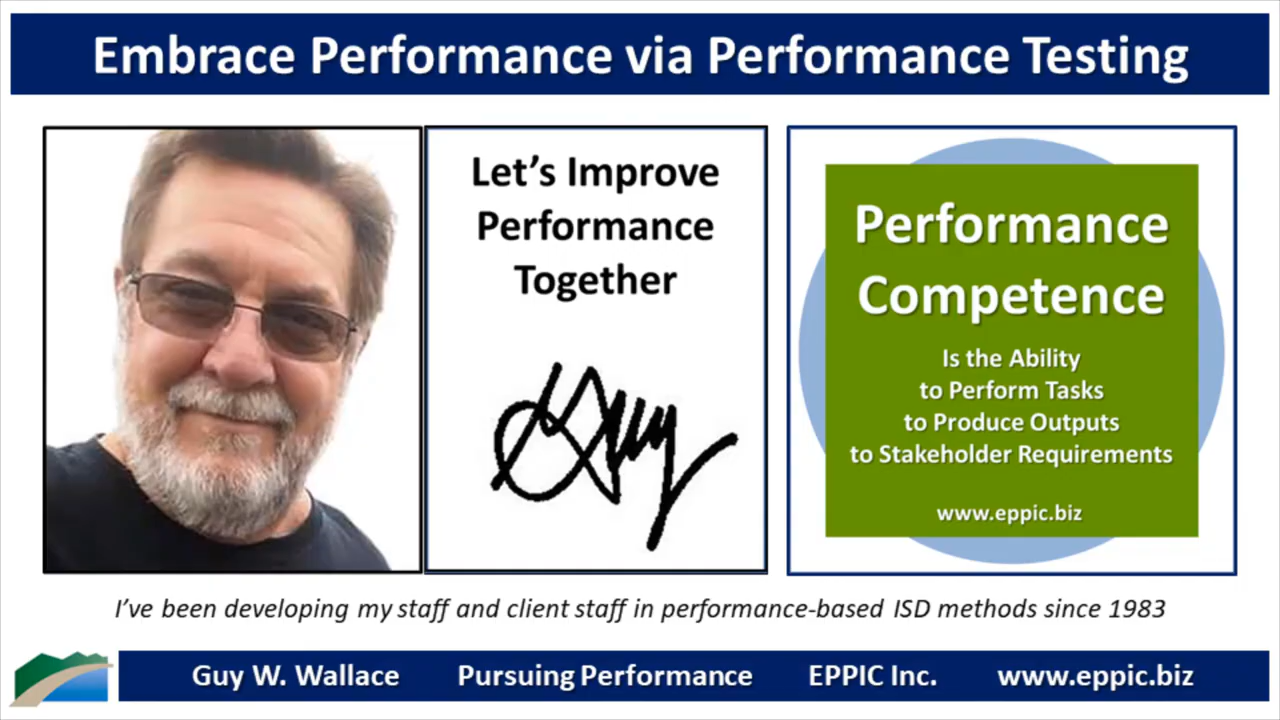 Embrace Performance via Performance Testing
Let's Improve
Performance
Together
Guy
Performance
Competence
Is the Ability
to Perform Tasks
to Produce Outputs
to Stakeholder Requirements
www.eppic.biz
I've been developing my staff and client staff in performance-based ISD methods since 1983
Guy W. Wallace Pursuing Performance EPPIC Inc. www.eppic.biz